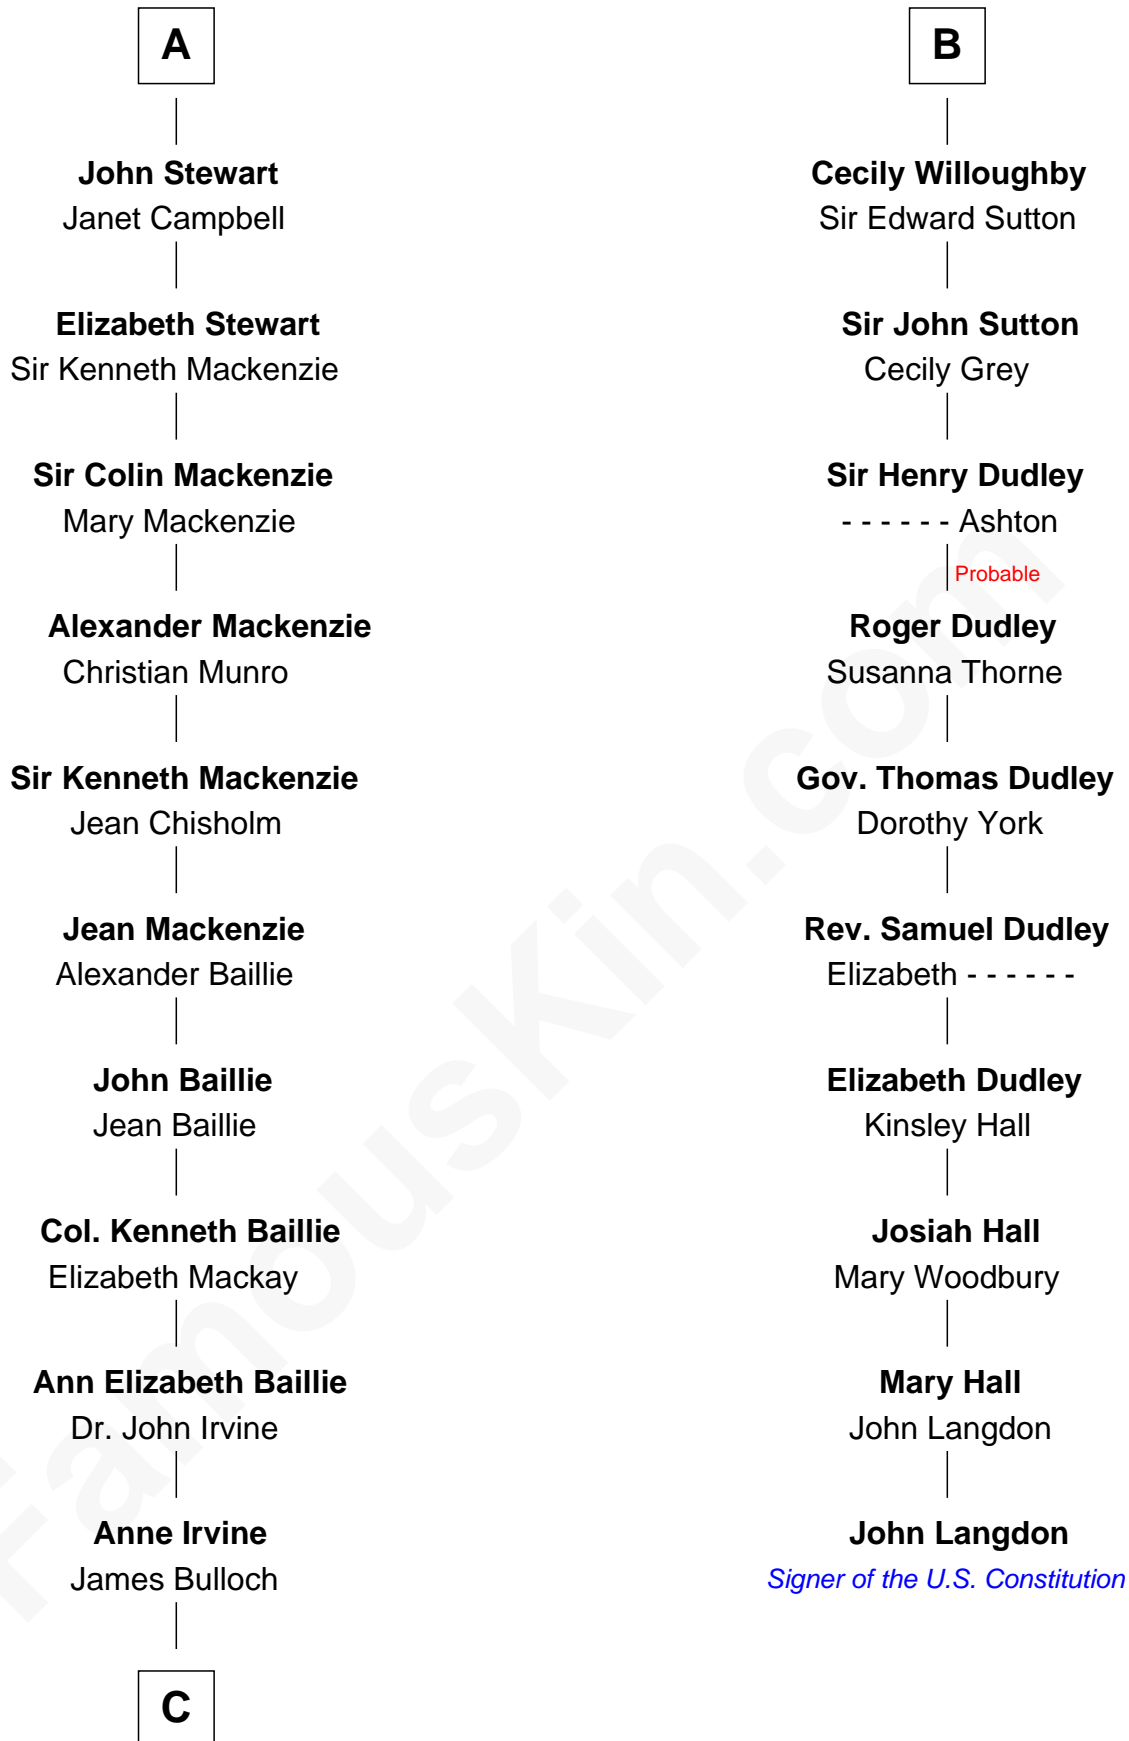 A
John Stewart
Janet Campbell
Elizabeth Stewart
Sir Kenneth Mackenzie
Sir Colin Mackenzie
Mary Mackenzie
Alexander Mackenzie
Christian Munro
Sir Kenneth Mackenzie
Jean Chisholm
Jean Mackenzie
Alexander Baillie
John Baillie
Jean Baillie
Col. Kenneth Baillie
Elizabeth Mackay
Ann Elizabeth Baillie
Dr. John Irvine
Anne Irvine
James Bulloch
C
B
Cecily Willoughby
Sir Edward Sutton
Sir John Sutton
Cecily Grey
Sir Henry Dudley
- - - - - - Ashton
Probable
Roger Dudley
Susanna Thorne
Gov. Thomas Dudley
Dorothy York
Rev. Samuel Dudley
Elizabeth - - - - - -
Elizabeth Dudley
Kinsley Hall
Josiah Hall
Mary Woodbury
Mary Hall
John Langdon
John Langdon
Signer of the U.S. Constitution
FamousKin.com